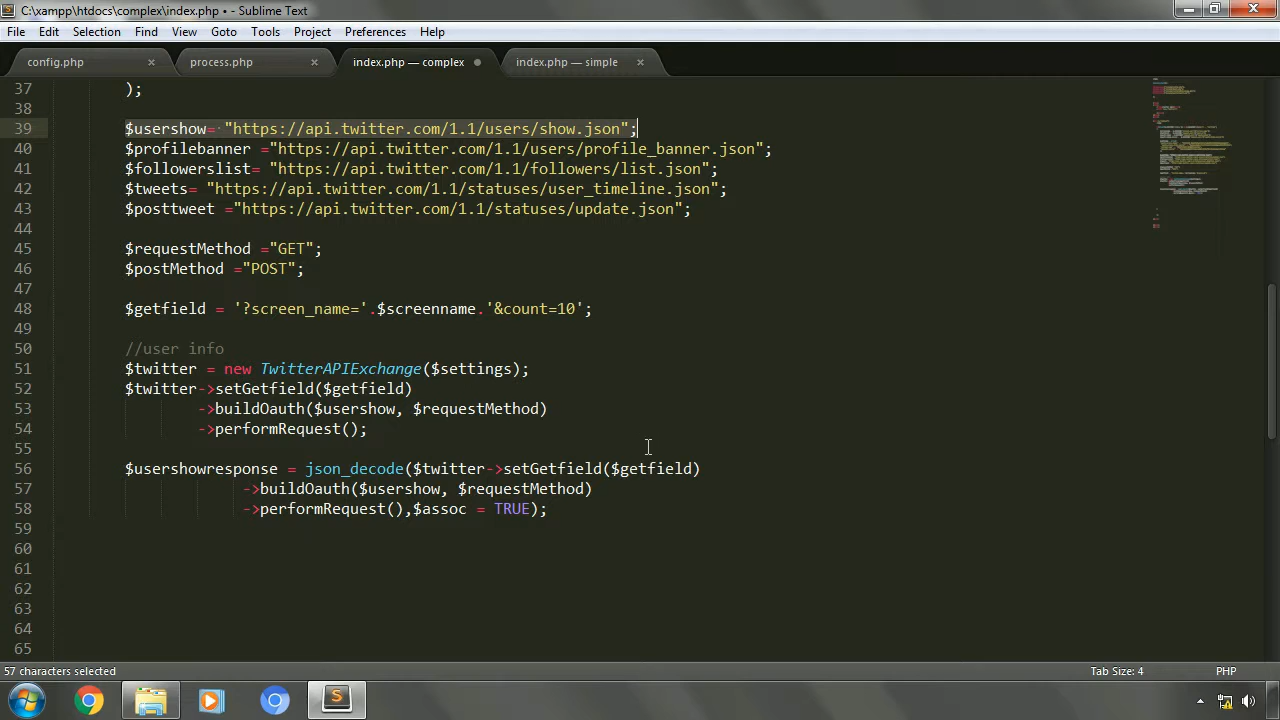 C:\xampp\htdocs\complex\index.php • - Sublime Text
File Edit Selection Find View Goto Tools Project Preferences Help
config.php × process.php × index.php — complex index.php — simple ×
37 );
38
39 $usershow= "https://api.twitter.com/1.1/users/show.json";
40 $profilebanner ="https://api.twitter.com/1.1/users/profile_banner.json";
41 $followerslist= "https://api.twitter.com/1.1/followers/list.json";
42 $tweets= "https://api.twitter.com/1.1/statuses/user_timeline.json";
43 $posttweet ="https://api.twitter.com/1.1/statuses/update.json";
44
45 $requestMethod ="GET";
46 $postMethod ="POST";
47
48 $getfield = '?screen_name='.$screenname.'&count=10';
49
50 //user info
51 $twitter = new TwitterAPIExchange($settings);
52 $twitter->setGetfield($getfield)
53 ->buildOauth($usershow, $requestMethod)
54 ->performRequest();
55
56 $usershowresponse = json_decode($twitter->setGetfield($getfield)
57 ->buildOauth($usershow, $requestMethod)
58 ->performRequest(),$assoc = TRUE);
59
60
61
62
63
64
65
57 characters selected Tab Size: 4 PHP